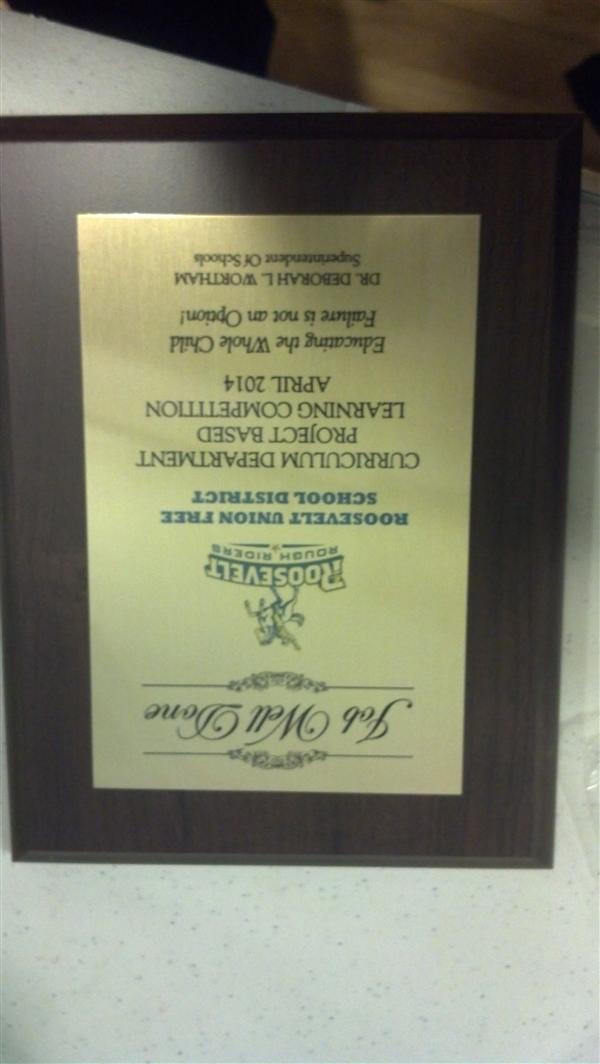 Job Well Done
ROOSEVELT
ROUGH RIDERS
ROOSEVELT UNION FREE
SCHOOL DISTRICT
CURRICULUM DEPARTMENT
PROJECT BASED
LEARNING COMPETITION
APRIL 2014
Educating the Whole Child
Failure is not an Option!
DR. DEBORAH L. WORTHAM
Superintendent Of Schools